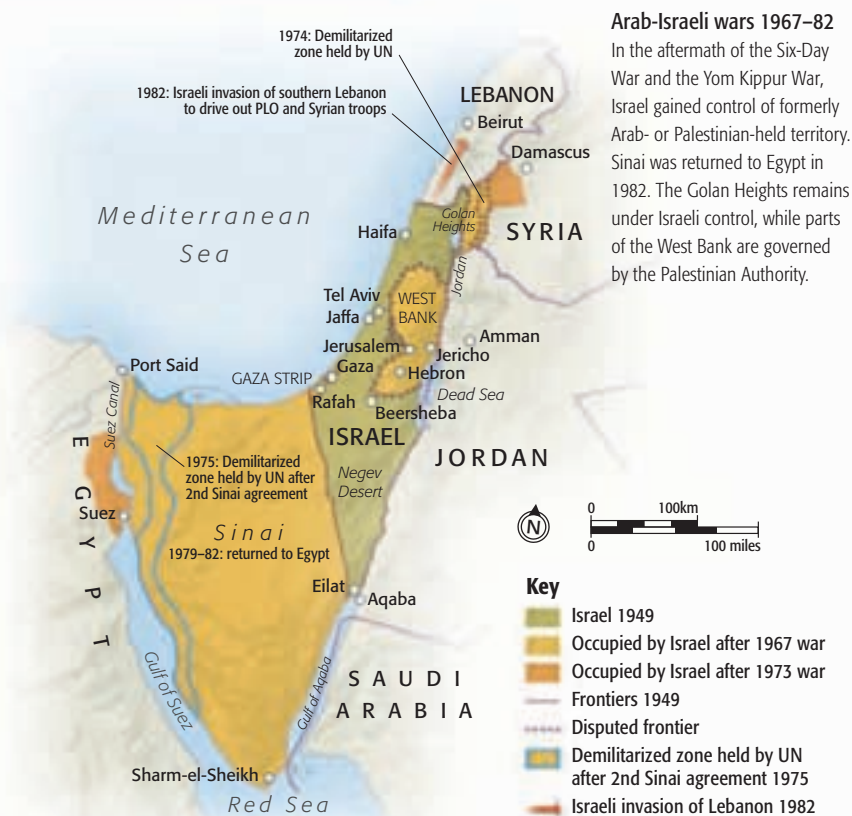 Arab-Israeli wars 1967–82
In the aftermath of the Six-Day
War and the Yom Kippur War,
Israel gained control of formerly
Arab- or Palestinian-held territory.
Sinai was returned to Egypt in
1982. The Golan Heights remains
under Israeli control, while parts
of the West Bank are governed
by the Palestinian Authority.
1974: Demilitarized
zone held by UN
1982: Israeli invasion of southern Lebanon
to drive out PLO and Syrian troops
LEBANON
Beirut
Damascus
Mediterranean
Sea
Golan
Heights
SYRIA
Haifa
Jordan
Tel Aviv
WEST
BANK
Jaffa
Amman
Jerusalem
Jericho
Port Said
GAZA STRIP
Gaza
Hebron
Dead Sea
Rafah
Beersheba
Suez Canal
ISRAEL
JORDAN
EGYPT
1975: Demilitarized
zone held by UN after
2nd Sinai agreement
Negev
Desert
Suez
Sinai
1979–82: returned to Egypt
N
0 100km
0 100 miles
Eilat
Aqaba
Gulf of Suez
Gulf of Aqaba
SAUDI
ARABIA
Sharm-el-Sheikh
Red Sea
Key
Israel 1949
Occupied by Israel after 1967 war
Occupied by Israel after 1973 war
Frontiers 1949
Disputed frontier
Demilitarized zone held by UN
after 2nd Sinai agreement 1975
Israeli invasion of Lebanon 1982